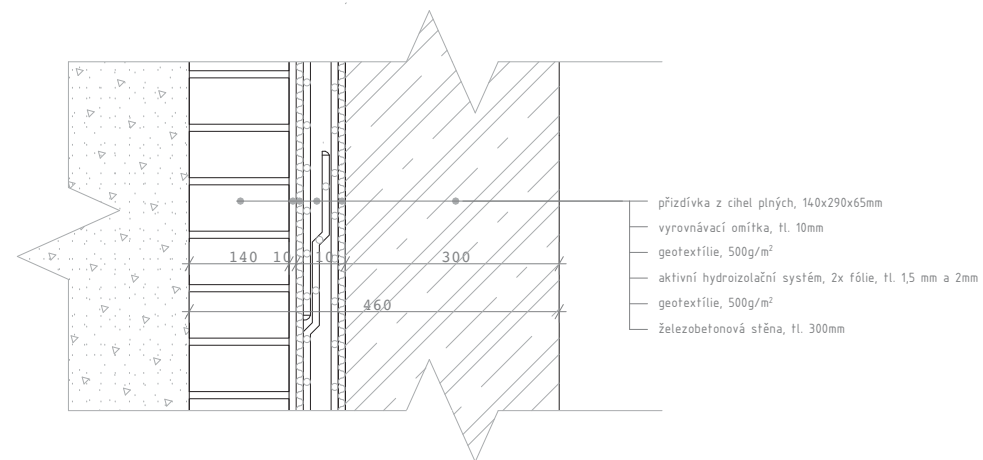 přizdívka z cihel plných, 140x290x65mm
vyrovnávací omítka, tl. 10mm
geotextílie, 500g/m²
140 10 10 300
aktivní hydroizolační systém, 2x fólie, tl. 1,5 mm a 2mm
geotextílie, 500g/m²
460
železobetonová stěna, tl. 300mm